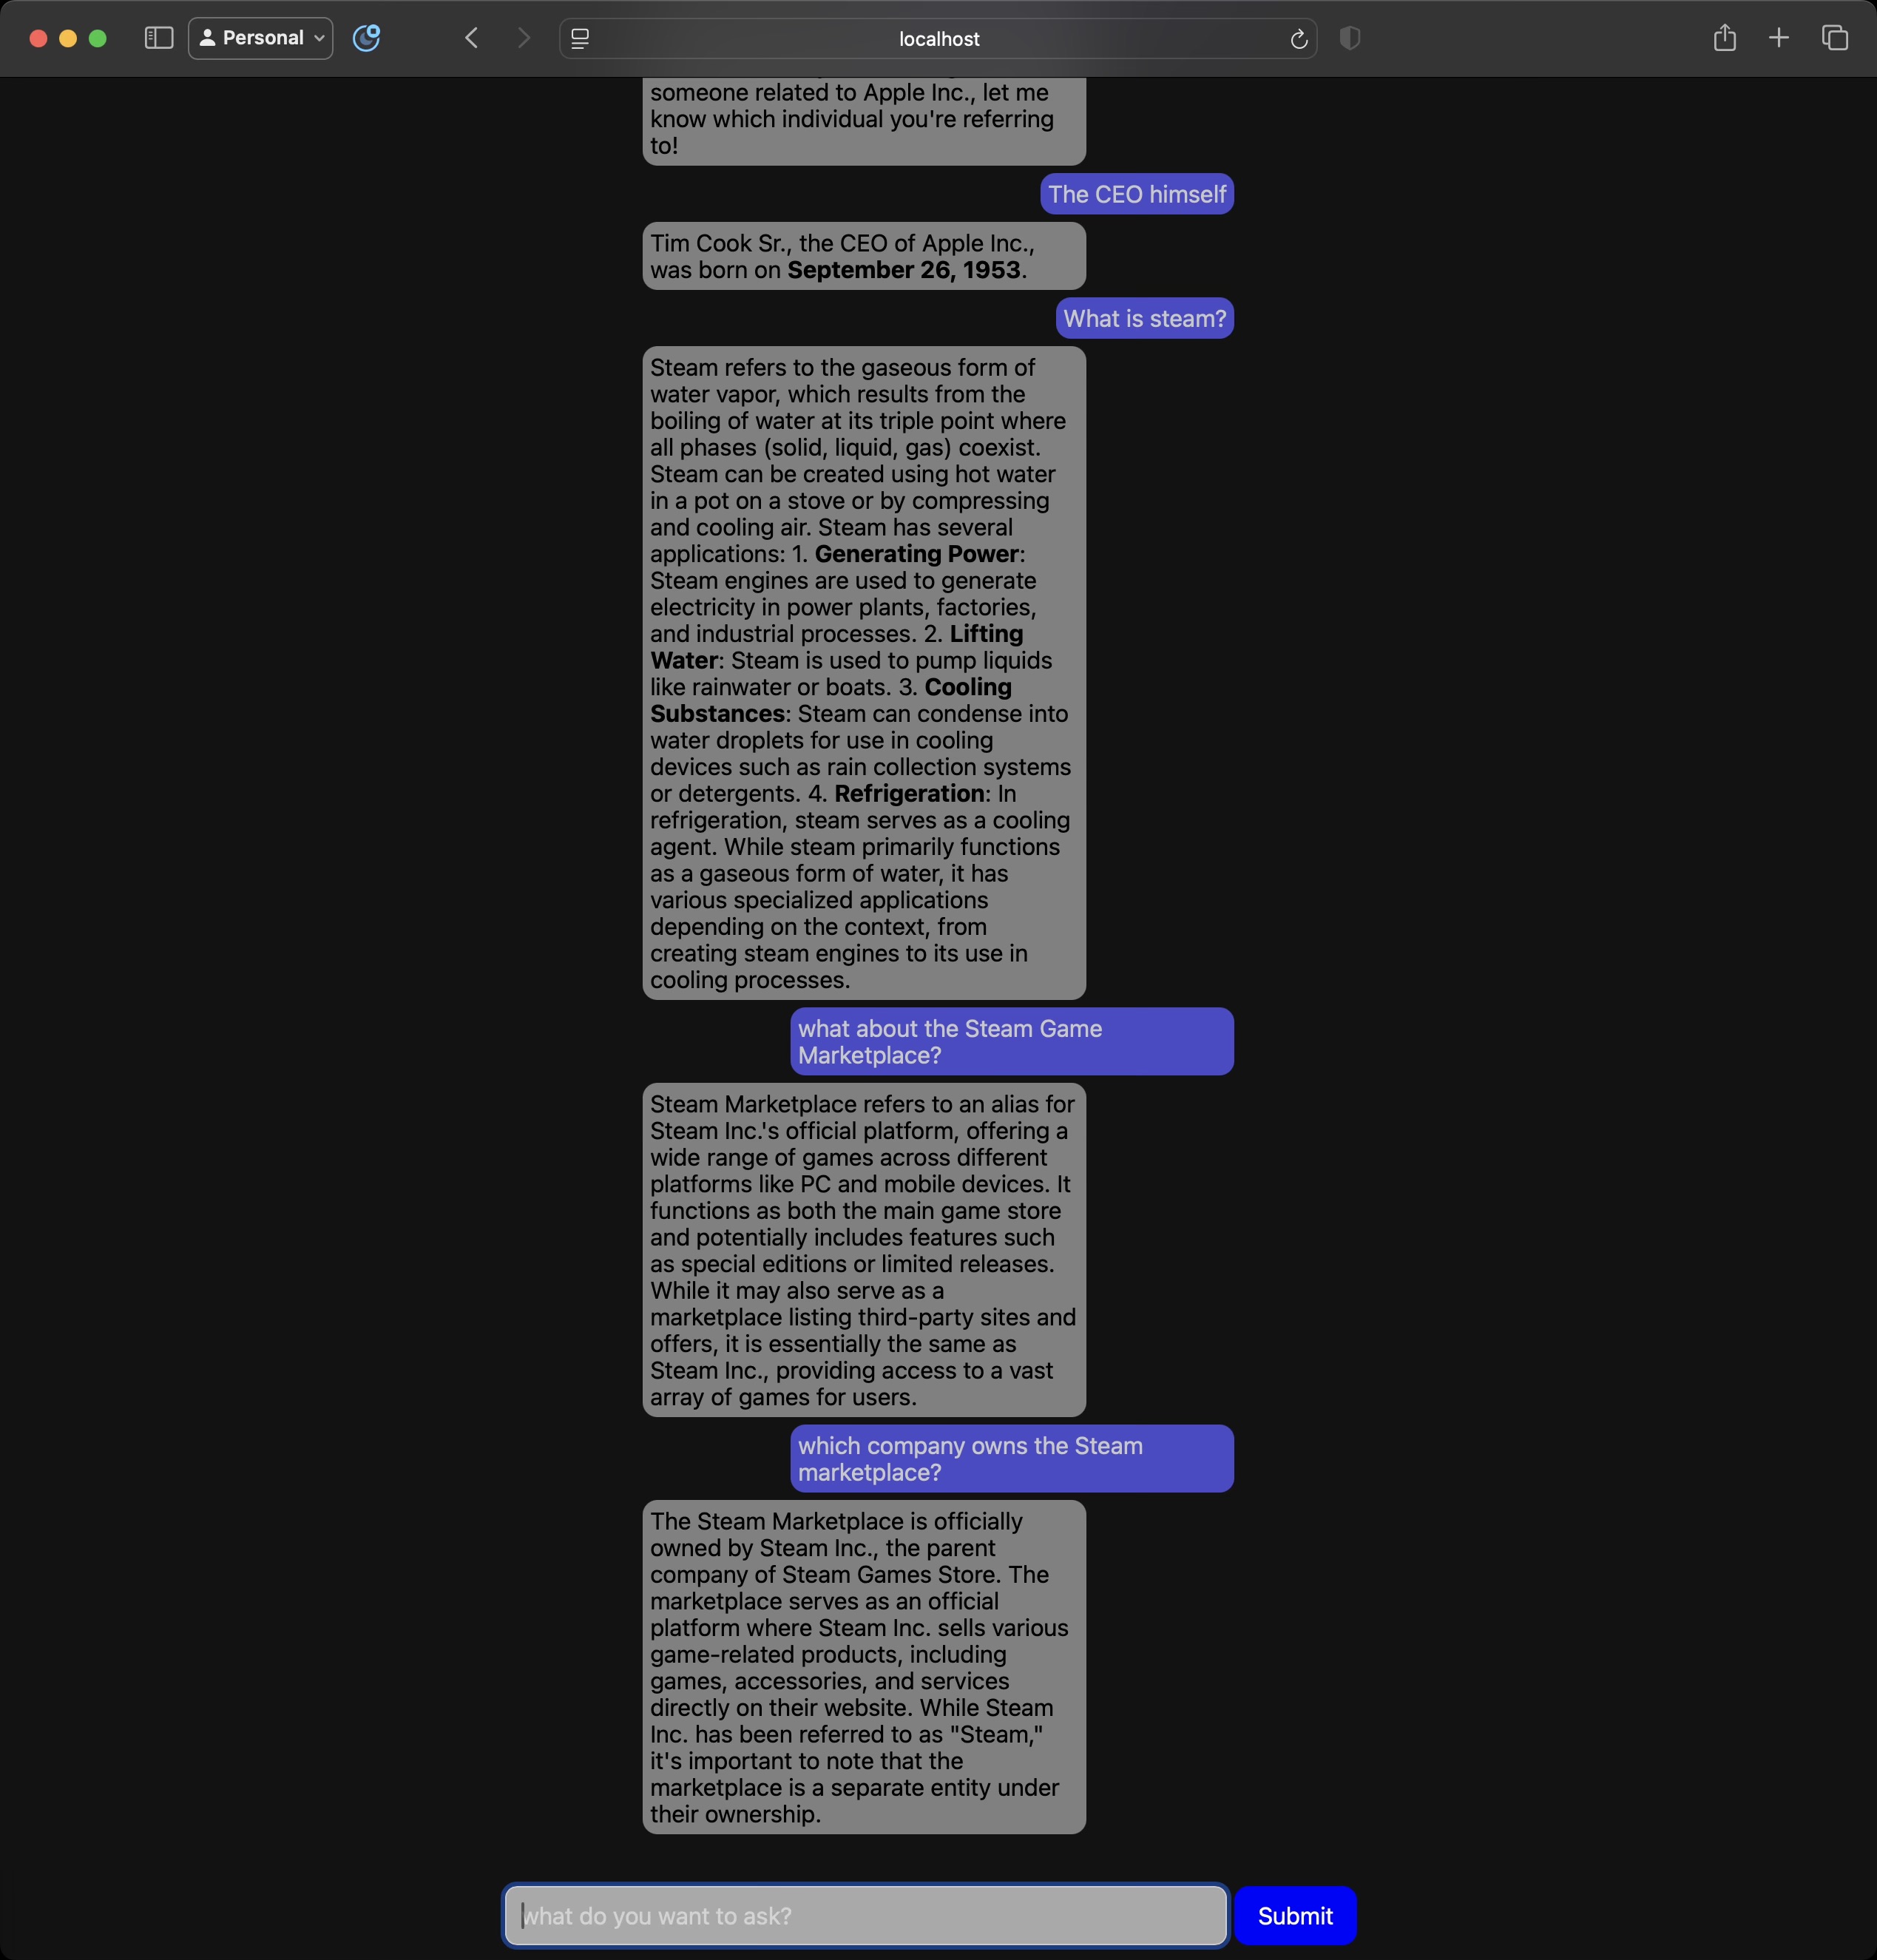 Personal
localhost
someone related to Apple Inc., let me
know which individual you're referring
to!
The CEO himself
Tim Cook Sr., the CEO of Apple Inc.,
was born on September 26, 1953.
What is steam?
Steam refers to the gaseous form of
water vapor, which results from the
boiling of water at its triple point where
all phases (solid, liquid, gas) coexist.
Steam can be created using hot water
in a pot on a stove or by compressing
and cooling air. Steam has several
applications: 1. Generating Power:
Steam engines are used to generate
electricity in power plants, factories,
and industrial processes. 2. Lifting
Water: Steam is used to pump liquids
like rainwater or boats. 3. Cooling
Substances: Steam can condense into
water droplets for use in cooling
devices such as rain collection systems
or detergents. 4. Refrigeration: In
refrigeration, steam serves as a cooling
agent. While steam primarily functions
as a gaseous form of water, it has
various specialized applications
depending on the context, from
creating steam engines to its use in
cooling processes.
what about the Steam Game
Marketplace?
Steam Marketplace refers to an alias for
Steam Inc.'s official platform, offering a
wide range of games across different
platforms like PC and mobile devices. It
functions as both the main game store
and potentially includes features such
as special editions or limited releases.
While it may also serve as a
marketplace listing third-party sites and
offers, it is essentially the same as
Steam Inc., providing access to a vast
array of games for users.
which company owns the Steam
marketplace?
The Steam Marketplace is officially
owned by Steam Inc., the parent
company of Steam Games Store. The
marketplace serves as an official
platform where Steam Inc. sells various
game-related products, including
games, accessories, and services
directly on their website. While Steam
Inc. has been referred to as "Steam,"
it's important to note that the
marketplace is a separate entity under
their ownership.
what do you want to ask?
Submit